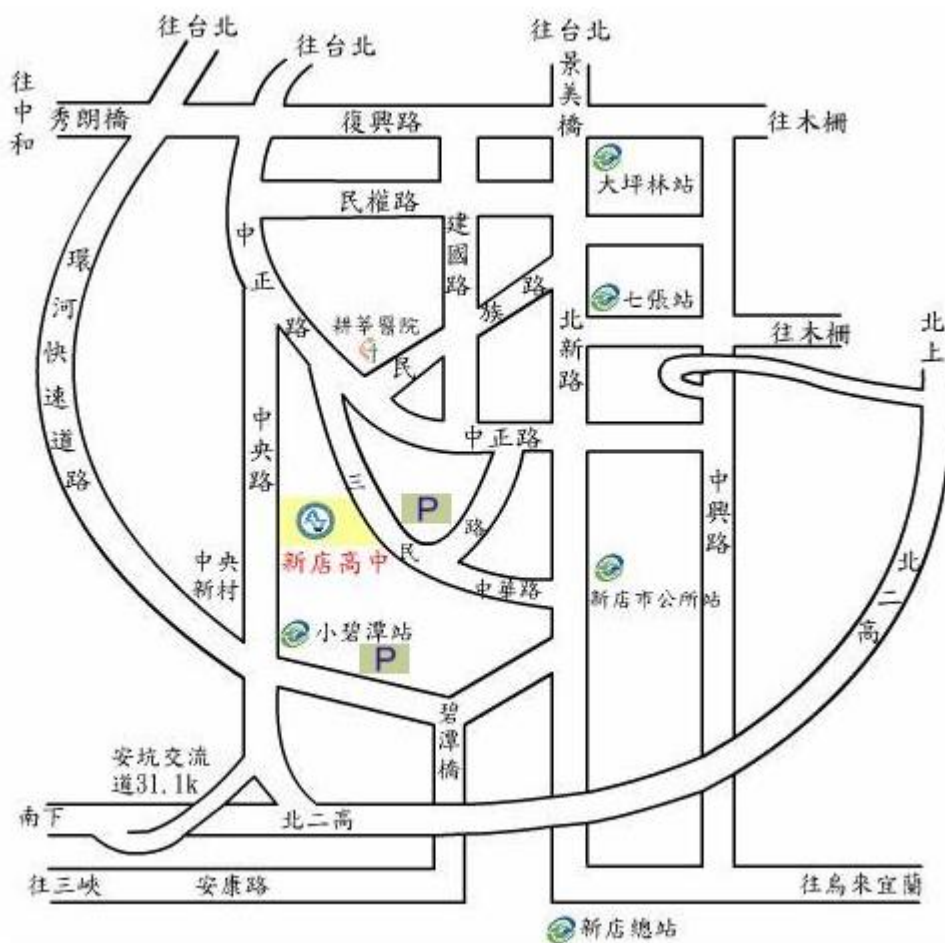 往台北
往台北
往台北
往中和
秀朗橋
復興路
景美橋
往木柵
大坪林站
民權路
中正路
建國路
民族路
七張站
北新路
往木柵
北上
耕莘醫院
環河快速道路
中央路
中正路
三民路
P
中興路
新店高中
中央新村
中華路
新店市公所站
北二高
小碧潭站
P
碧潭橋
安坑交流
道31.1k
南下
北二高
往三峽
安康路
往烏來宜蘭
新店總站